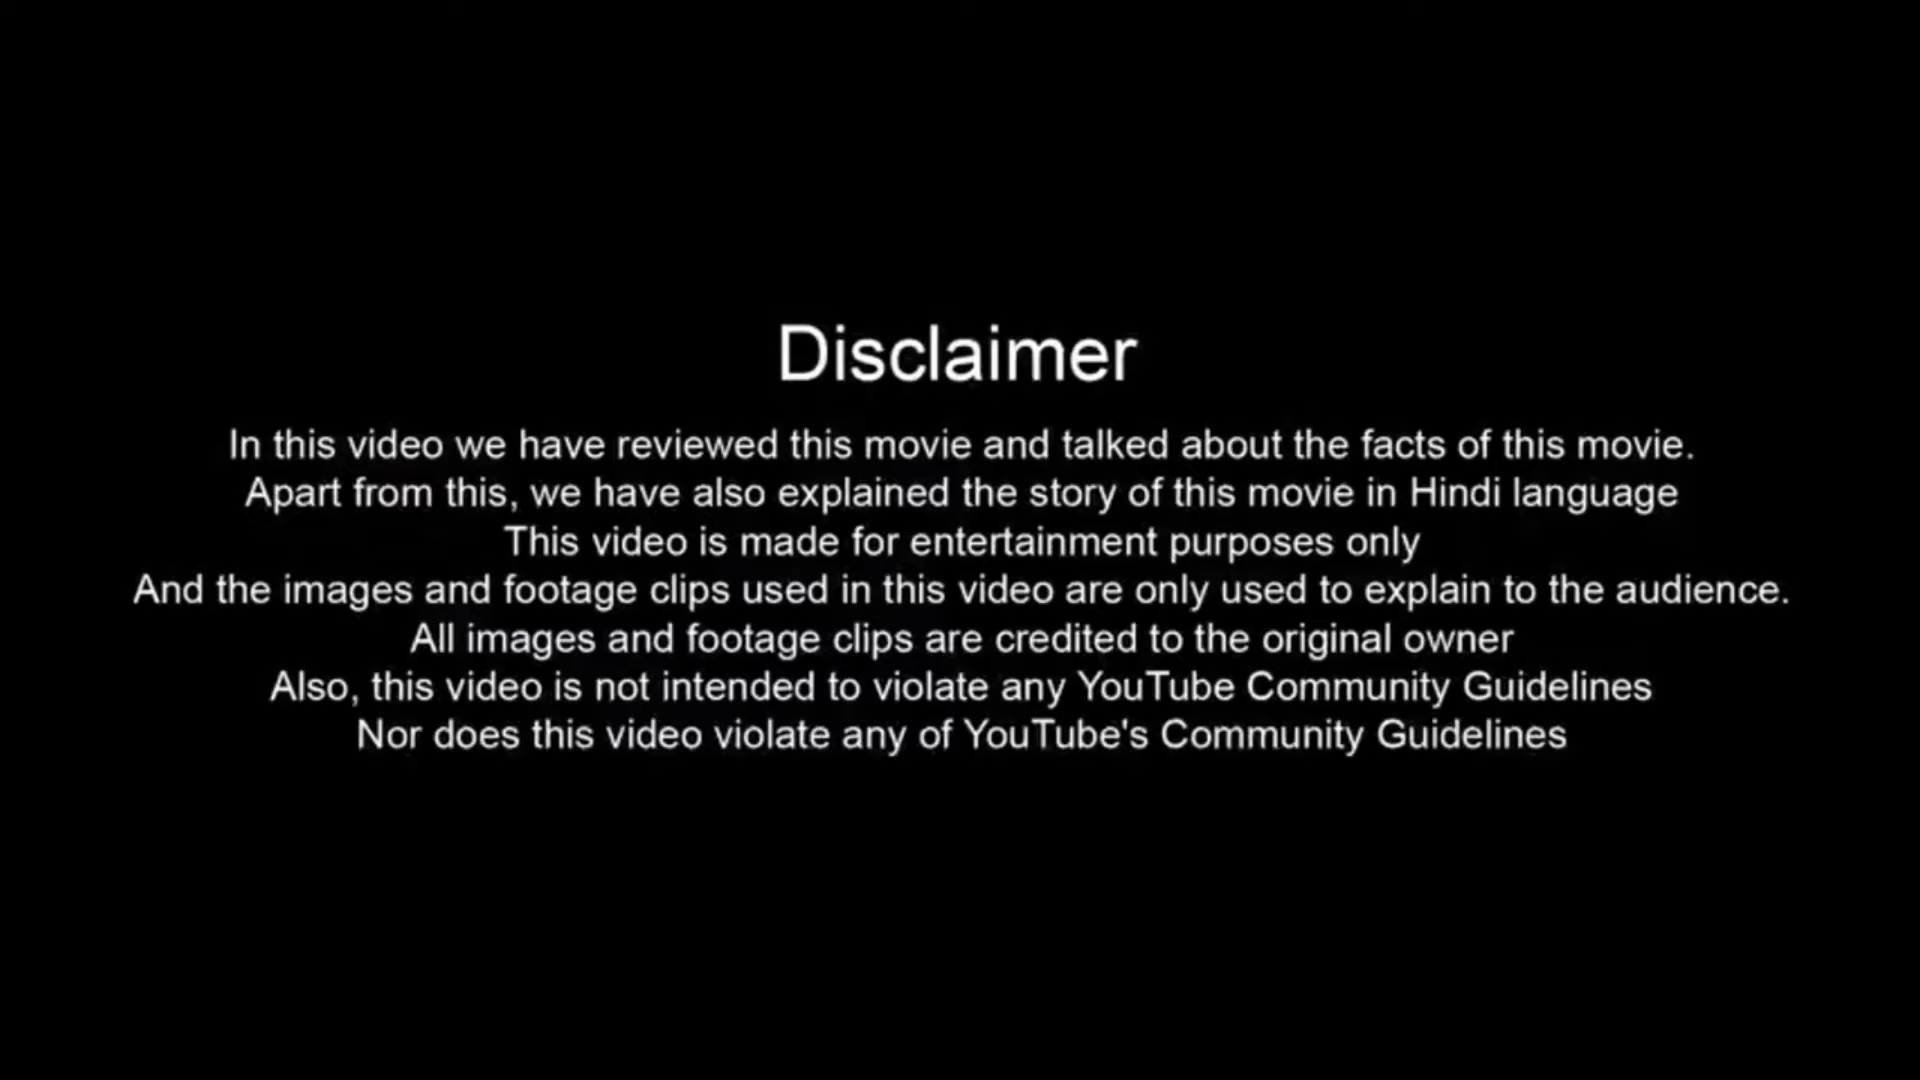 Disclaimer
In this video we have reviewed this movie and talked about the facts of this movie.
Apart from this, we have also explained the story of this movie in Hindi language
This video is made for entertainment purposes only
And the images and footage clips used in this video are only used to explain to the audience.
All images and footage clips are credited to the original owner
Also, this video is not intended to violate any YouTube Community Guidelines
Nor does this video violate any of YouTube's Community Guidelines